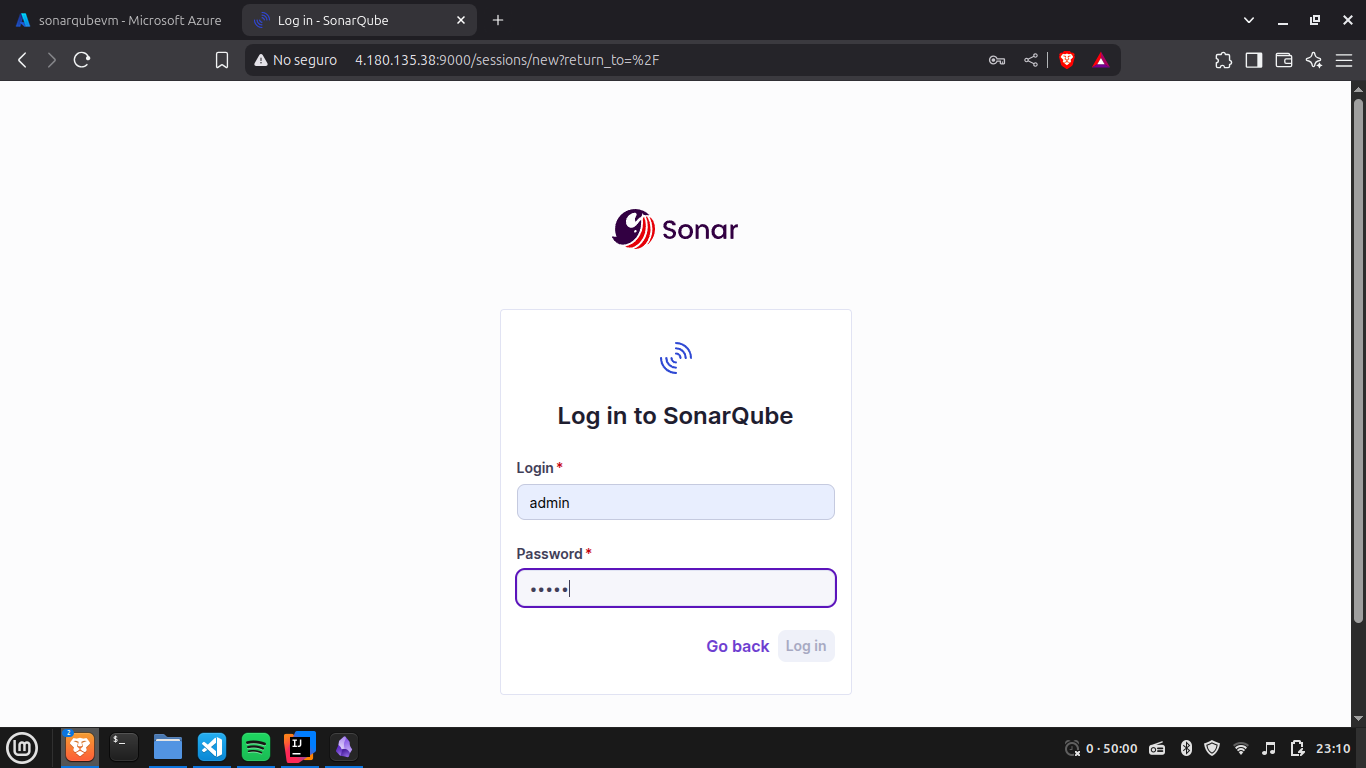 sonarqubevm - Microsoft Azure
Log in - SonarQube
No seguro 4.180.135.38:9000/sessions/new?return_to=%2F
Sonar
Log in to SonarQube
Login *
admin
Password *
•••••
Go back Log in
2
$_
IJ
0 · 50:00
23:10